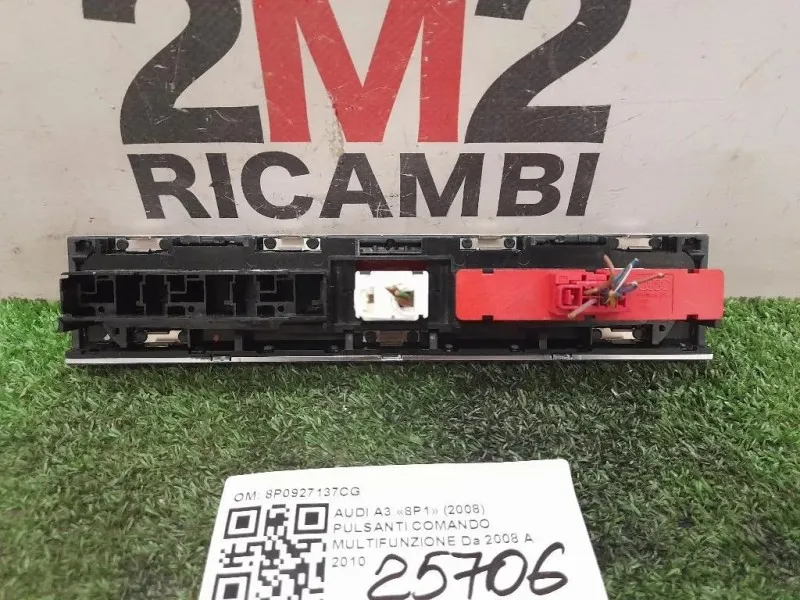 2M2
RICAMBI
OM: 8P0927137CG
AUDI A3 «8P1» (2008)
PULSANTI COMANDO
MULTIFUNZIONE Da 2008 A
2010
25706